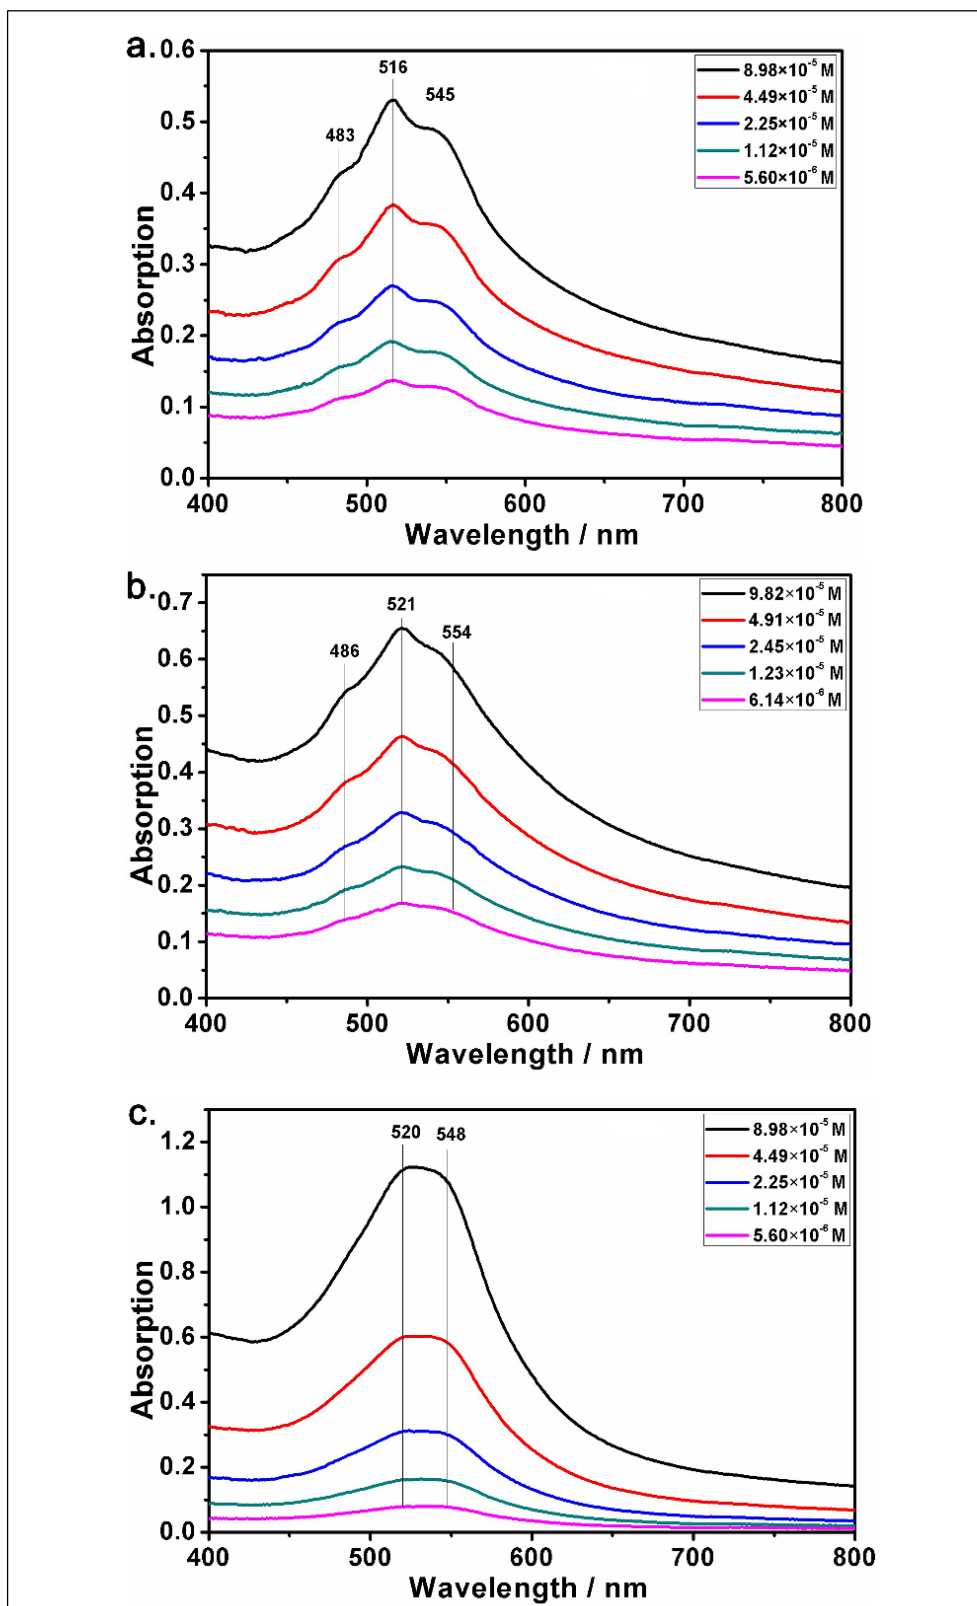 a.
0.6
0.5
0.4
0.3
0.2
0.1
0.0
Absorption
483
516
545
8.98×10⁻⁵ M
4.49×10⁻⁵ M
2.25×10⁻⁵ M
1.12×10⁻⁵ M
5.60×10⁻⁶ M
400 500 600 700 800
Wavelength / nm
b.
0.7
0.6
0.5
0.4
0.3
0.2
0.1
0.0
Absorption
486
521
554
9.82×10⁻⁵ M
4.91×10⁻⁵ M
2.45×10⁻⁵ M
1.23×10⁻⁵ M
6.14×10⁻⁶ M
400 500 600 700 800
Wavelength / nm
c.
1.2
1.0
0.8
0.6
0.4
0.2
0.0
Absorption
520
548
8.98×10⁻⁵ M
4.49×10⁻⁵ M
2.25×10⁻⁵ M
1.12×10⁻⁵ M
5.60×10⁻⁶ M
400 500 600 700 800
Wavelength / nm